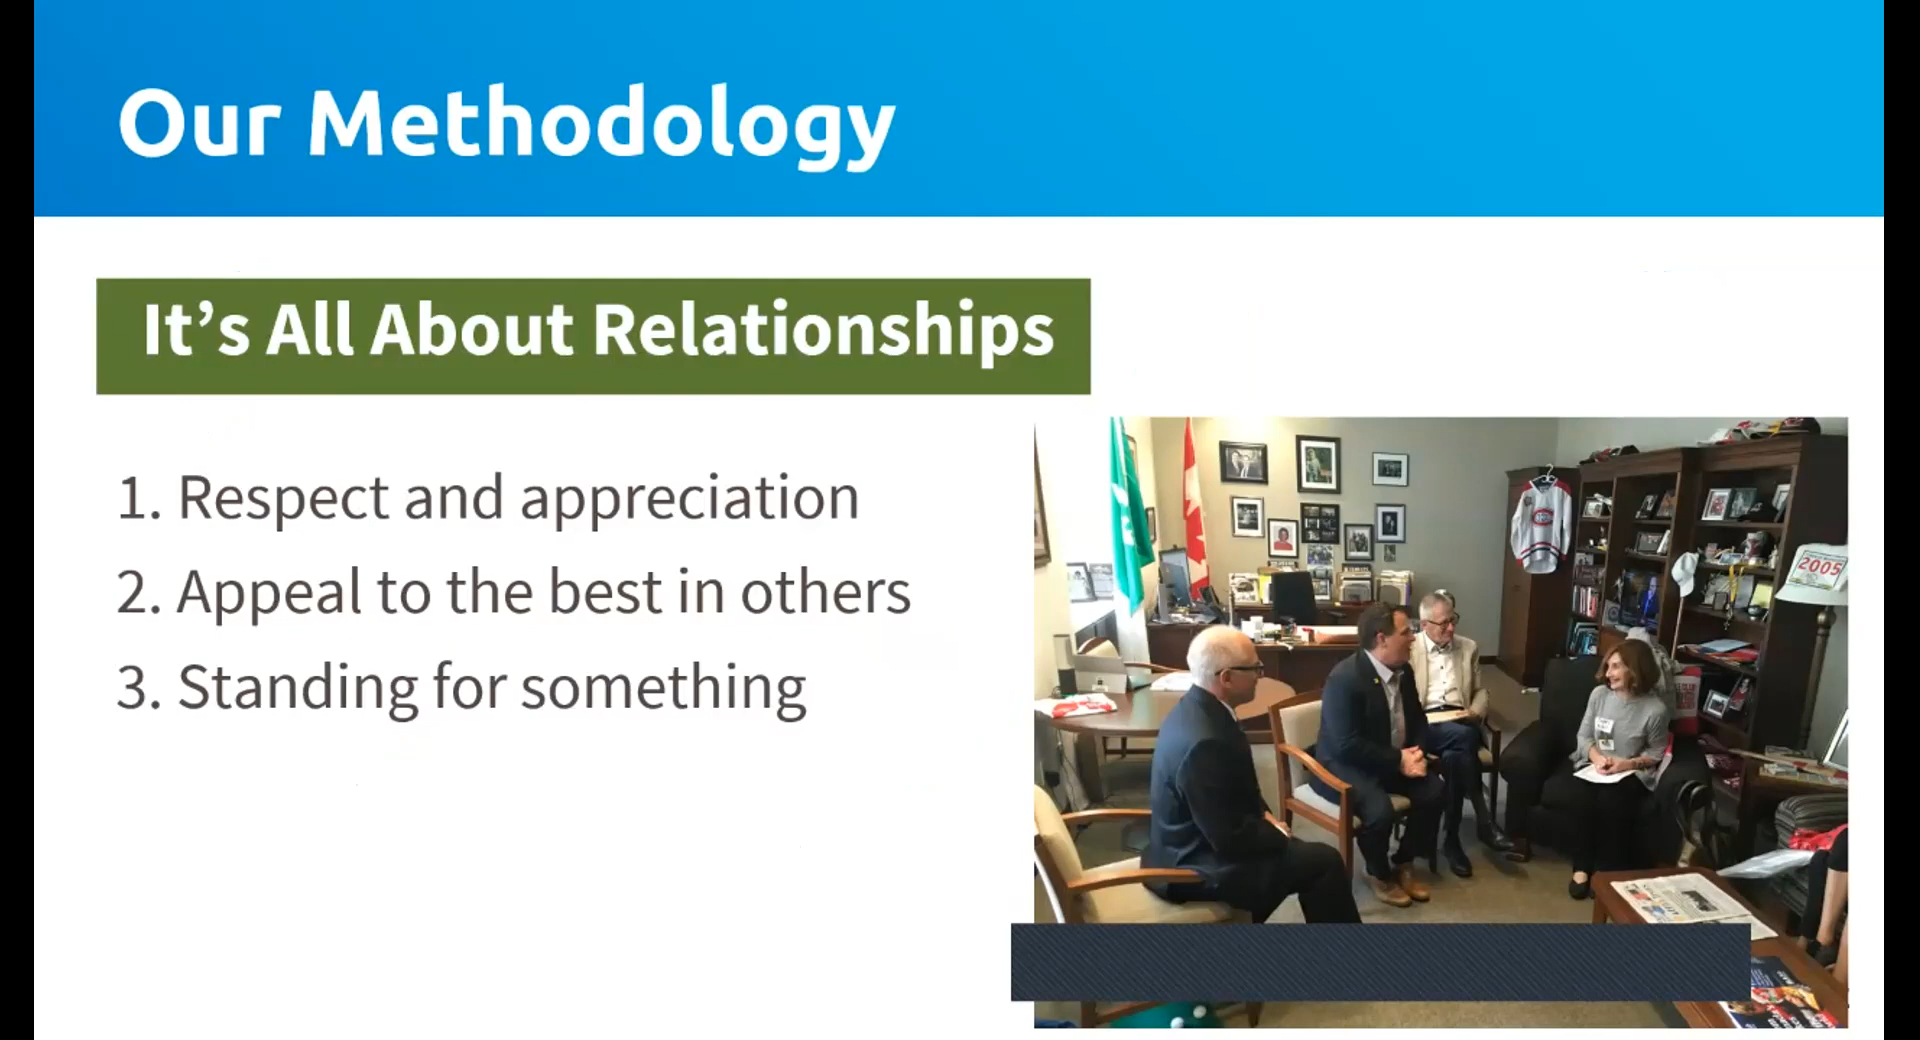 Our Methodology
It’s All About Relationships
1. Respect and appreciation
2. Appeal to the best in others
3. Standing for something
2005